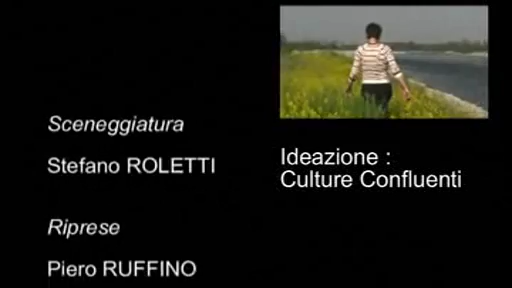 Sceneggiatura
Stefano ROLETTI
Riprese
Piero RUFFINO
Ideazione :
Culture Confluenti